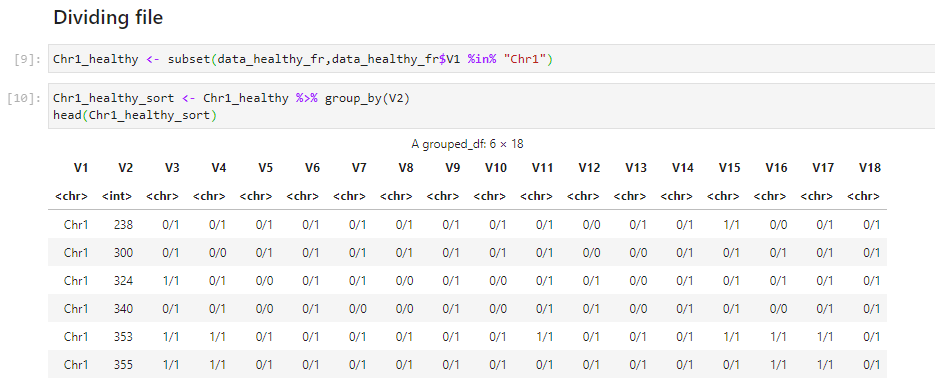 Dividing file
[9]: Chr1_healthy <- subset(data_healthy_fr,data_healthy_fr$V1 %in% "Chr1")
[10]: Chr1_healthy_sort <- Chr1_healthy %>% group_by(V2)
head(Chr1_healthy_sort)
A grouped_df: 6 × 18
V1 V2 V3 V4 V5 V6 V7 V8 V9 V10 V11 V12 V13 V14 V15 V16 V17 V18
<chr> <int> <chr> <chr> <chr> <chr> <chr> <chr> <chr> <chr> <chr> <chr> <chr> <chr> <chr> <chr> <chr> <chr>
Chr1 238 0/1 0/1 0/1 0/1 0/1 0/1 0/1 0/1 0/1 0/0 0/1 0/1 1/1 0/0 0/1 0/1
Chr1 300 0/1 0/0 0/1 0/1 0/1 0/1 0/1 0/1 0/1 0/0 0/0 0/1 0/1 0/1 0/1 0/1
Chr1 324 1/1 0/1 0/0 0/1 0/1 0/0 0/1 0/0 0/1 0/1 0/0 0/1 0/1 0/1 0/1 0/1
Chr1 340 0/1 0/1 0/0 0/1 0/0 0/0 0/1 0/0 0/1 0/1 0/0 0/1 0/1 0/0 0/1 0/1
Chr1 353 1/1 1/1 0/1 0/1 0/1 0/1 0/1 0/1 1/1 0/1 0/1 0/1 1/1 1/1 1/1 0/1
Chr1 355 1/1 1/1 0/1 0/1 0/1 0/1 0/1 0/1 0/1 0/1 0/1 0/1 0/1 1/1 1/1 0/1